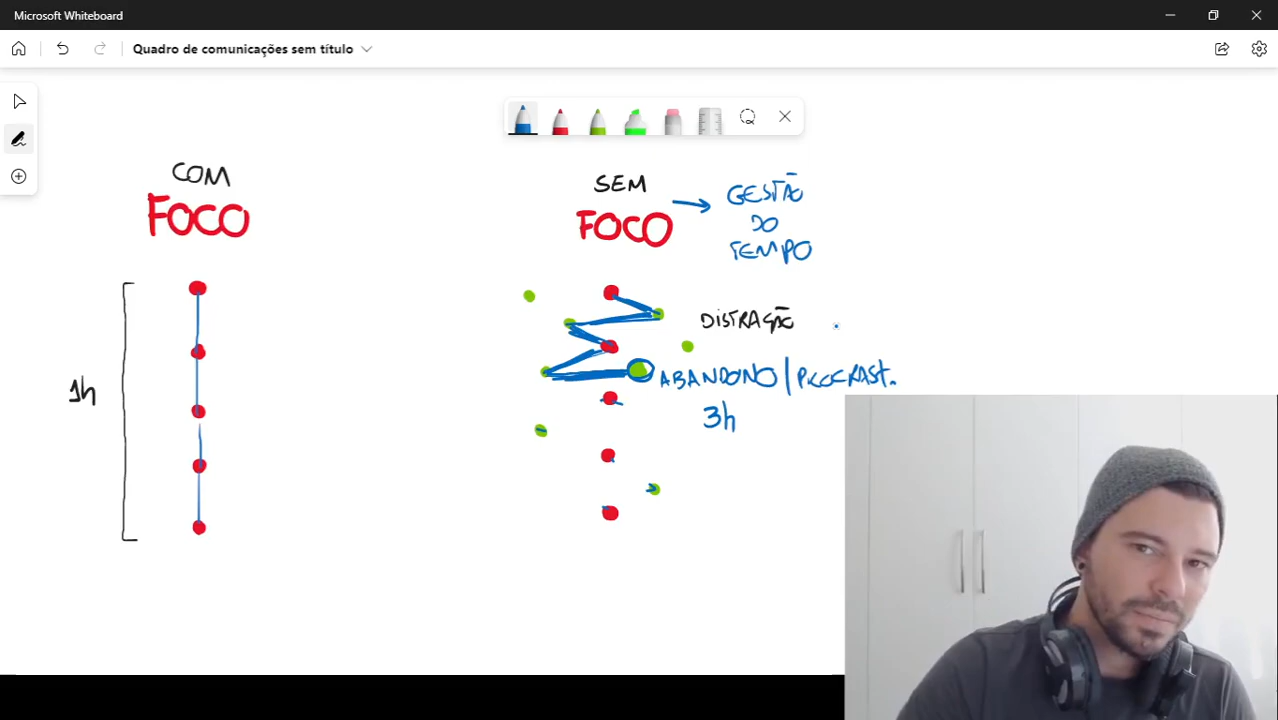 Microsoft Whiteboard
Quadro de comunicações sem título
COM
FOCO
SEM
FOCO
GESTÃO
DO
TEMPO
DISTRAÇÃO
ABANDONO / PROCRAST.
1h
3h